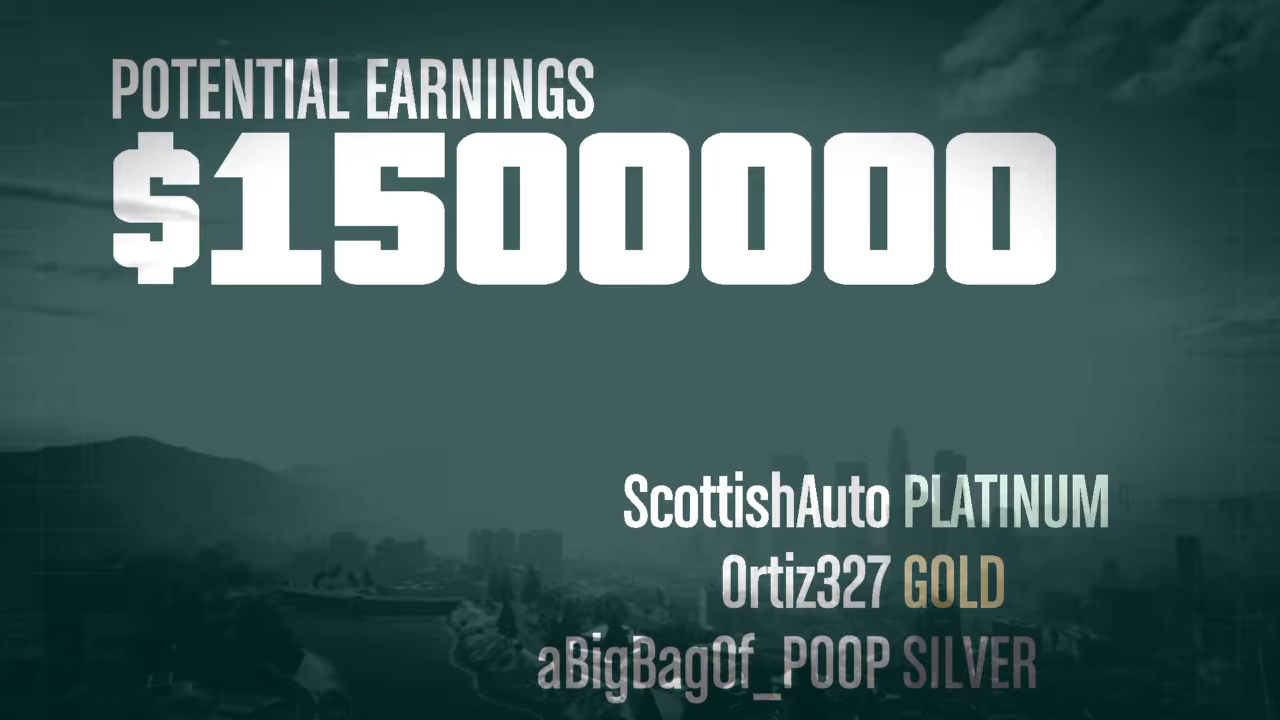 POTENTIAL EARNINGS
$1500000
ScottishAuto PLATINUM
Ortiz327 GOLD
aBigBagOf_POOP SILVER